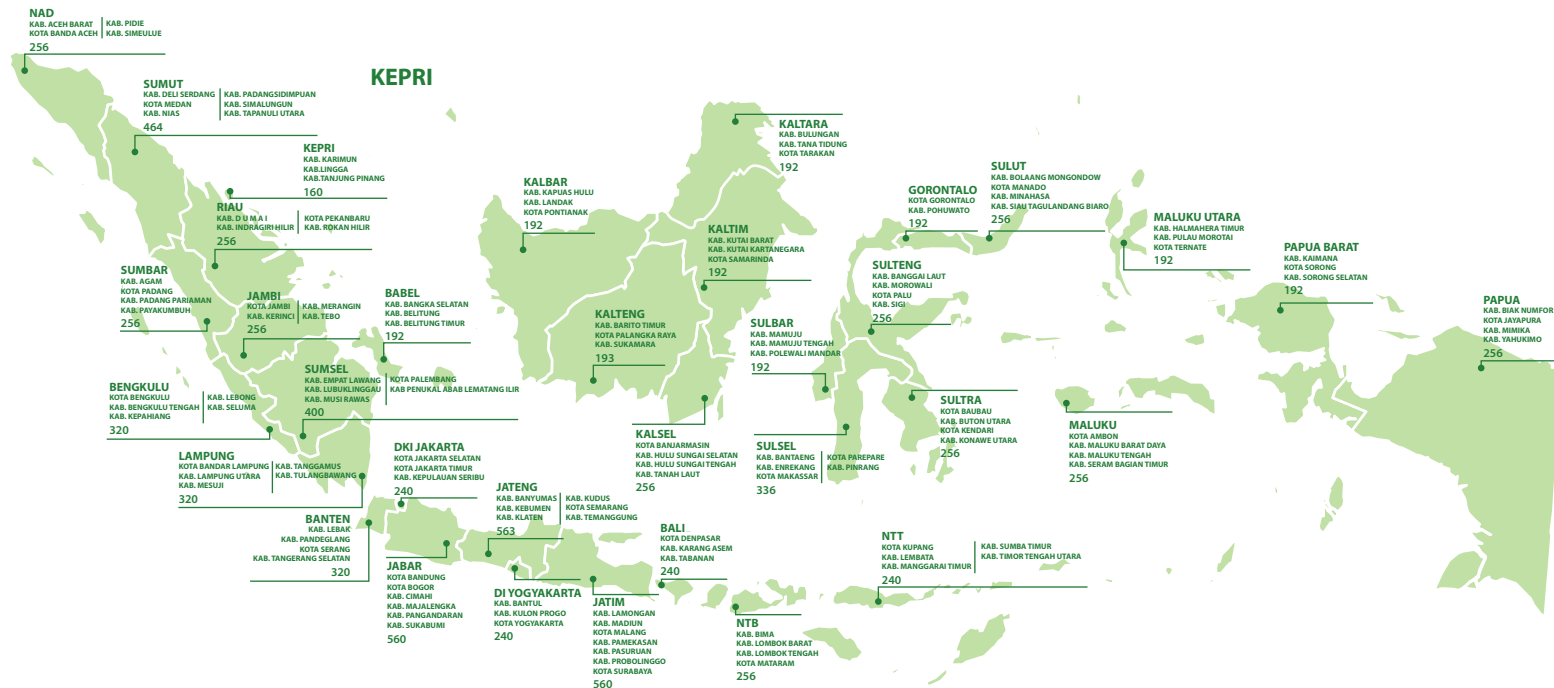 NAD
KAB. ACEH BARAT
KOTA BANDA ACEH
KAB. PIDIE
KAB. SIMEULUE
256
KEPRI
SUMUT
KAB. DELI SERDANG
KOTA MEDAN
KAB. NIAS
KAB. PADANGSIDIMPUAN
KAB. SIMALUNGUN
KAB. TAPANULI UTARA
464
KEPRI
KAB. KARIMUN
KAB.LINGGA
KAB.TANJUNG PINANG
160
RIAU
KAB. D U M A I
KAB. INDRAGIRI HILIR
KOTA PEKANBARU
KAB. ROKAN HILIR
256
SUMBAR
KAB. AGAM
KOTA PADANG
KAB. PADANG PARIAMAN
KAB. PAYAKUMBUH
256
JAMBI
KOTA JAMBI
KAB. KERINCI
KAB. MERANGIN
KAB. TEBO
256
BABEL
KAB. BANGKA SELATAN
KAB. BELITUNG
KAB. BELITUNG TIMUR
192
SUMSEL
KAB. EMPAT LAWANG
KAB. LUBUKLINGGAU
KAB. MUSI RAWAS
KOTA PALEMBANG
KAB PENUKAL ABAB LEMATANG ILIR
400
BENGKULU
KOTA BENGKULU
KAB. BENGKULU TENGAH
KAB. KEPAHIANG
KAB. LEBONG
KAB. SELUMA
320
LAMPUNG
KOTA BANDAR LAMPUNG
KAB. LAMPUNG UTARA
KAB. MESUJI
KAB. TANGGAMUS
KAB. TULANGBAWANG
320
BANTEN
KAB. LEBAK
KAB. PANDEGLANG
KOTA SERANG
KAB. TANGERANG SELATAN
320
DKI JAKARTA
KOTA JAKARTA SELATAN
KOTA JAKARTA TIMUR
KAB. KEPULAUAN SERIBU
240
JABAR
KOTA BANDUNG
KOTA BOGOR
KAB. CIMAHI
KAB. MAJALENGKA
KAB. PANGANDARAN
KAB. SUKABUMI
560
JATENG
KAB. BANYUMAS
KAB. KEBUMEN
KAB. KLATEN
KAB. KUDUS
KOTA SEMARANG
KAB. TEMANGGUNG
563
DI YOGYAKARTA
KAB. BANTUL
KAB. KULON PROGO
KOTA YOGYAKARTA
240
JATIM
KAB. LAMONGAN
KAB. MADIUN
KOTA MALANG
KAB. PAMEKASAN
KAB. PASURUAN
KAB. PROBOLINGGO
KOTA SURABAYA
560
BALI
KOTA DENPASAR
KAB. KARANG ASEM
KAB. TABANAN
240
NTB
KAB. BIMA
KAB. LOMBOK BARAT
KAB. LOMBOK TENGAH
KOTA MATARAM
256
NTT
KOTA KUPANG
KAB. LEMBATA
KAB. MANGGARAI TIMUR
KAB. SUMBA TIMUR
KAB. TIMOR TENGAH UTARA
240
KALBAR
KAB. KAPUAS HULU
KAB. LANDAK
KOTA PONTIANAK
192
KALTENG
KAB. BARITO TIMUR
KOTA PALANGKA RAYA
KAB. SUKAMARA
193
KALSEL
KOTA BANJARMASIN
KAB. HULU SUNGAI SELATAN
KAB. HULU SUNGAI TENGAH
KAB. TANAH LAUT
256
KALTIM
KAB. KUTAI BARAT
KAB. KUTAI KARTANEGARA
KOTA SAMARINDA
192
KALTARA
KAB. BULUNGAN
KAB. TANA TIDUNG
KOTA TARAKAN
192
GORONTALO
KOTA GORONTALO
KAB. POHUWATO
192
SULUT
KAB. BOLAANG MONGONDOW
KOTA MANADO
KAB. MINAHASA
KAB. SIAU TAGULANDANG BIARO
256
SULTENG
KAB. BANGGAI LAUT
KAB. MOROWALI
KOTA PALU
KAB. SIGI
256
SULBAR
KAB. MAMUJU
KAB. MAMUJU TENGAH
KAB. POLEWALI MANDAR
192
SULSEL
KAB. BANTAENG
KAB. ENREKANG
KOTA MAKASSAR
KOTA PAREPARE
KAB. PINRANG
336
SULTRA
KOTA BAUBAU
KAB. BUTON UTARA
KOTA KENDARI
KAB. KONAWE UTARA
256
MALUKU UTARA
KAB. HALMAHERA TIMUR
KAB. PULAU MOROTAI
KOTA TERNATE
192
MALUKU
KOTA AMBON
KAB. MALUKU BARAT DAYA
KAB. MALUKU TENGAH
KAB. SERAM BAGIAN TIMUR
256
PAPUA BARAT
KAB. KAIMANA
KOTA SORONG
KAB. SORONG SELATAN
192
PAPUA
KAB. BIAK NUMFOR
KOTA JAYAPURA
KAB. MIMIKA
KAB. YAHUKIMO
256